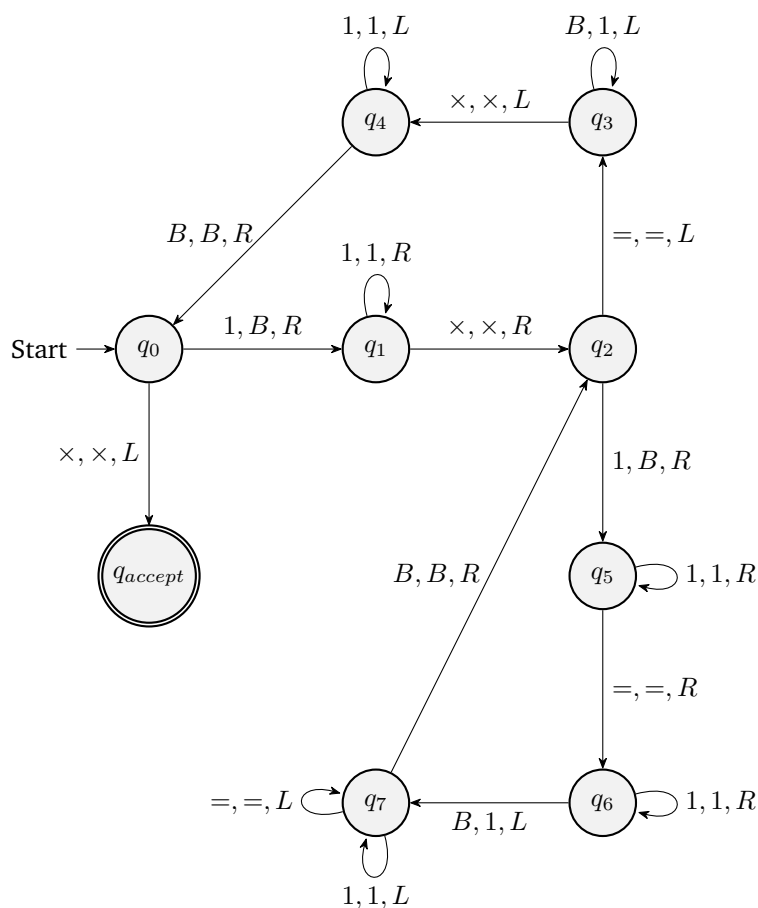 1, 1, L
B, 1, L
q4
×, ×, L
q3
B, B, R
1, 1, R
=, =, L
Start
q0
1, B, R
q1
×, ×, R
q2
×, ×, L
1, B, R
qaccept
B, B, R
q5
1, 1, R
=, =, R
=, =, L
q7
B, 1, L
q6
1, 1, R
1, 1, L